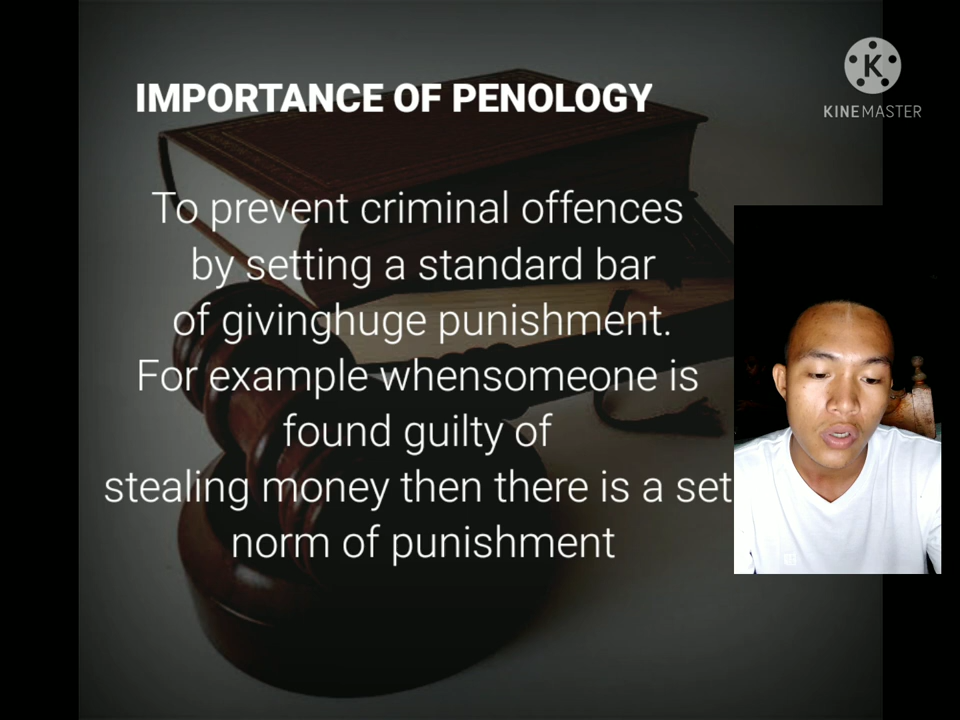 IMPORTANCE OF PENOLOGY
K
KINEMASTER
To prevent criminal offences
by setting a standard bar
of givinghuge punishment.
For example whensomeone is
found guilty of
stealing money then there is a set
norm of punishment